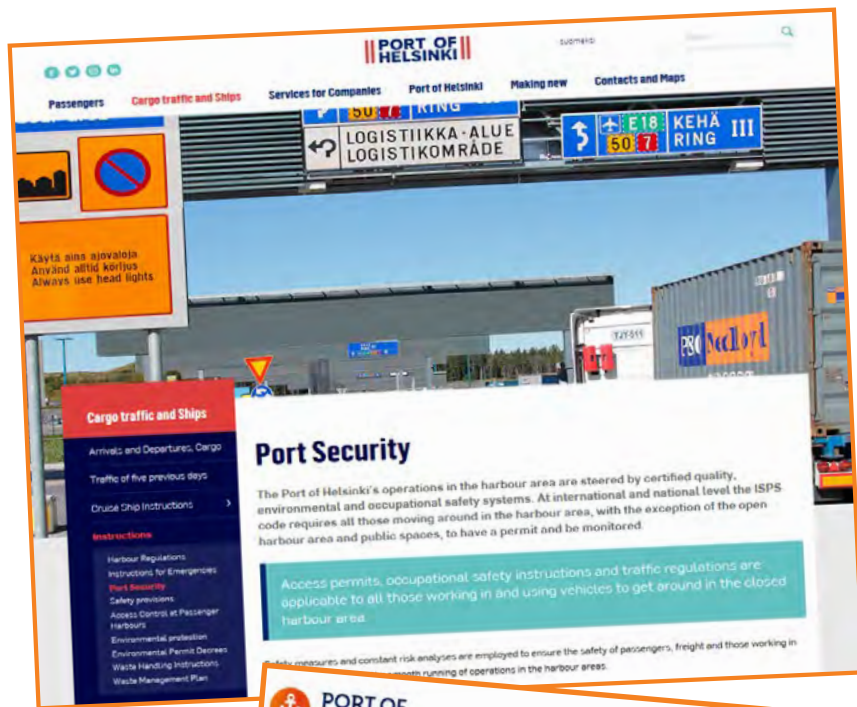 PORT OF
HELSINKI
suomeksi
Passengers
Cargo traffic and Ships
Services for Companies
Port of Helsinki
Making new
Contacts and Maps
50 7 RING
LOGISTIIKKA-ALUE
LOGISTIKOMRÅDE
E18 KEHÄ
50 7 RING III
Käytä aina ajovaloja
Använd alltid körljus
Always use head lights
P&O Nedlloyd
Cargo traffic and Ships
Arrivals and Departures, Cargo
Traffic of five previous days
Cruise Ship Instructions
Instructions
Harbour Regulations
Instructions for Emergencies
Port Security
Safety provisions
Access Control at Passenger
Harbours
Environmental protection
Environmental Permit Decrees
Waste Handling Instructions
Waste Management Plan
Port Security
The Port of Helsinki's operations in the harbour area are steered by certified quality,
environmental and occupational safety systems. At international and national level the ISPS
code requires all those moving around in the harbour area, with the exception of the open
harbour area and public spaces, to have a permit and be monitored.
Access permits, occupational safety instructions and traffic regulations are
applicable to all those working in and using vehicles to get around in the closed
harbour area.
Safety measures and constant risk analyses are employed to ensure the safety of passengers, freight and those working in
smooth running of operations in the harbour areas.
PORT OF